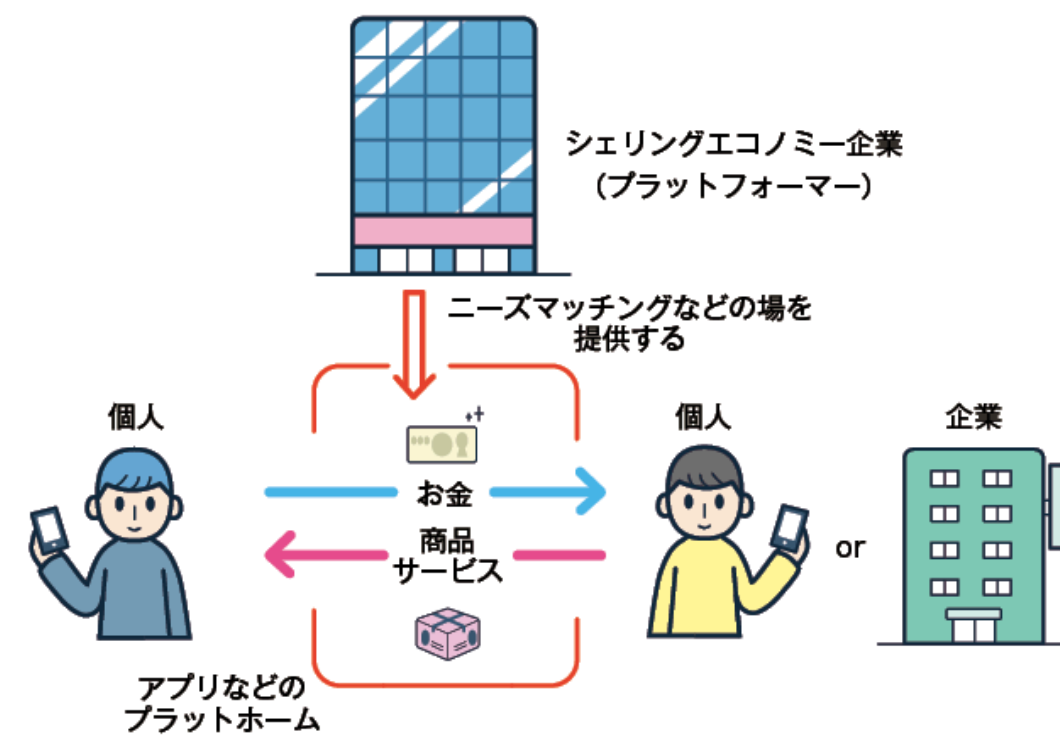 シェリングエコノミー企業
（プラットフォーマー）
ニーズマッチングなどの場を
提供する
個人
個人
企業
お金
商品
サービス
or
アプリなどの
プラットホーム